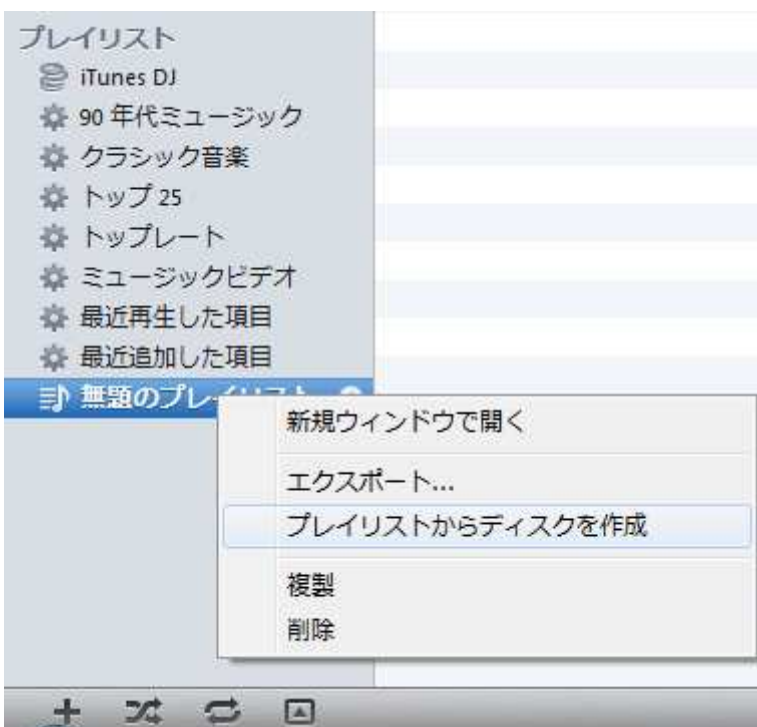 プレイリスト
iTunes DJ
90 年代ミュージック
クラシック音楽
トップ 25
トップレート
ミュージックビデオ
最近再生した項目
最近追加した項目
無題のプレイリスト
新規ウィンドウで開く
エクスポート...
プレイリストからディスクを作成
複製
削除